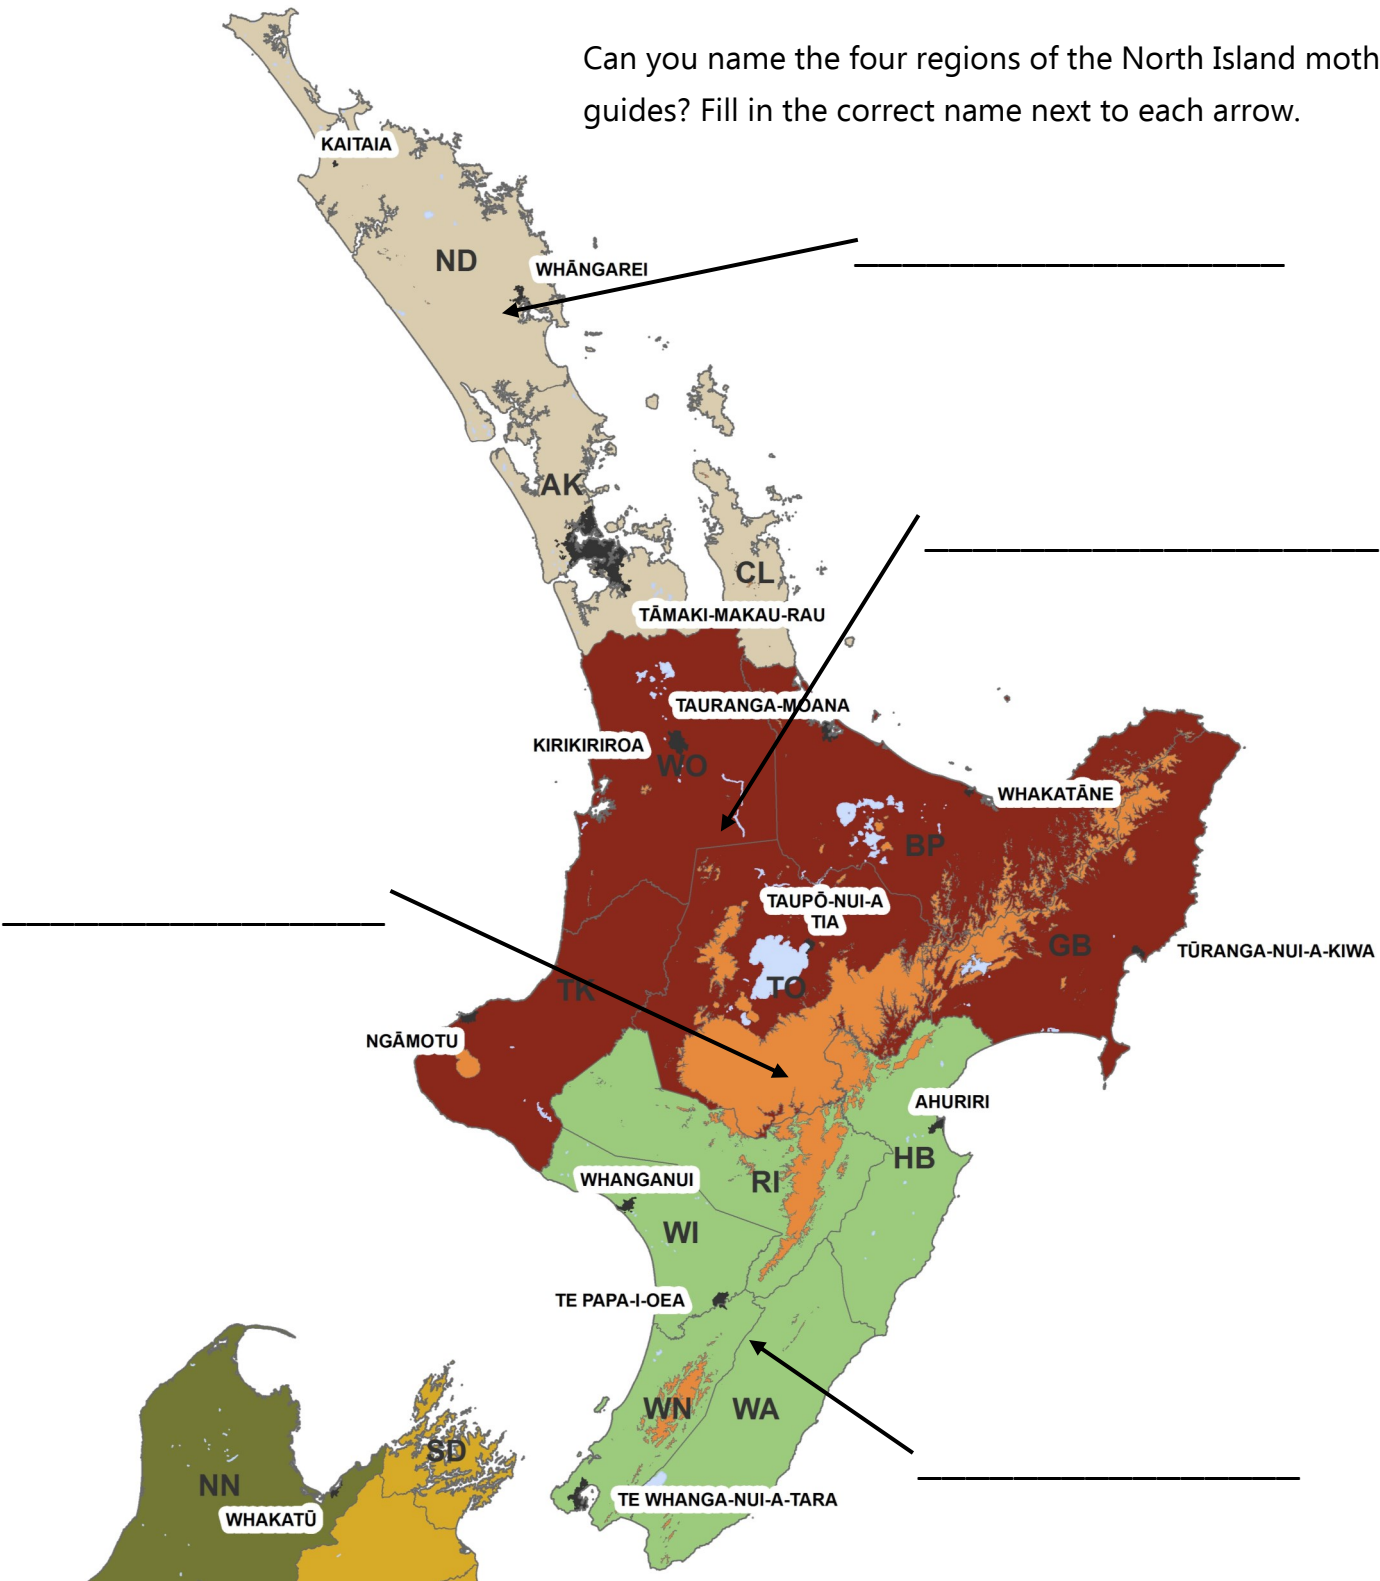 Can you name the four regions of the North Island moth
guides? Fill in the correct name next to each arrow.
KAITAIA
ND
WHĀNGAREI
AK
CL
TĀMAKI-MAKAU-RAU
TAURANGA-MOANA
KIRIKIRIROA
WO
WHAKATĀNE
BP
TAUPŌ-NUI-A
TIA
GB
TŪRANGA-NUI-A-KIWA
TK
TO
NGĀMOTU
AHURIRI
HB
RI
WHANGANUI
WI
TE PAPA-I-OEA
WN
WA
SD
NN
TE WHANGA-NUI-A-TARA
WHAKATŪ